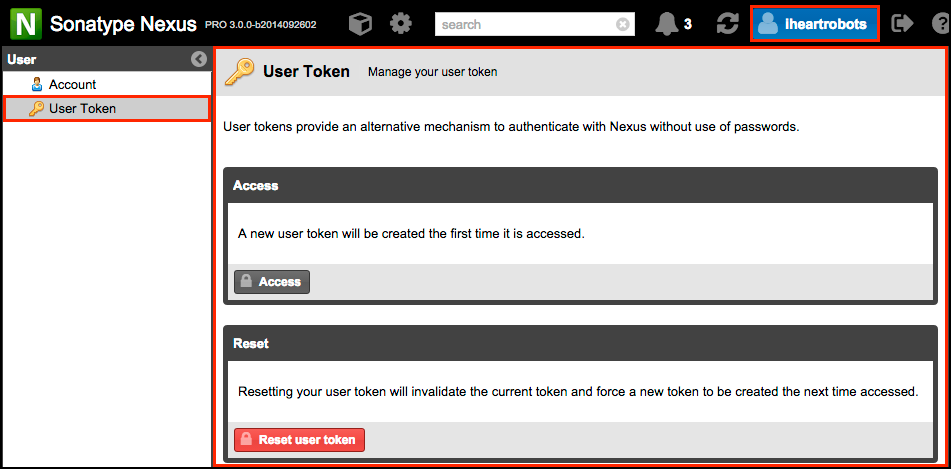 N Sonatype Nexus PRO 3.0.0-b2014092602 search 3 Iheartrobots ?
User
Account
User Token
User Token Manage your user token
User tokens provide an alternative mechanism to authenticate with Nexus without use of passwords.
Access
A new user token will be created the first time it is accessed.
Access
Reset
Resetting your user token will invalidate the current token and force a new token to be created the next time accessed.
Reset user token